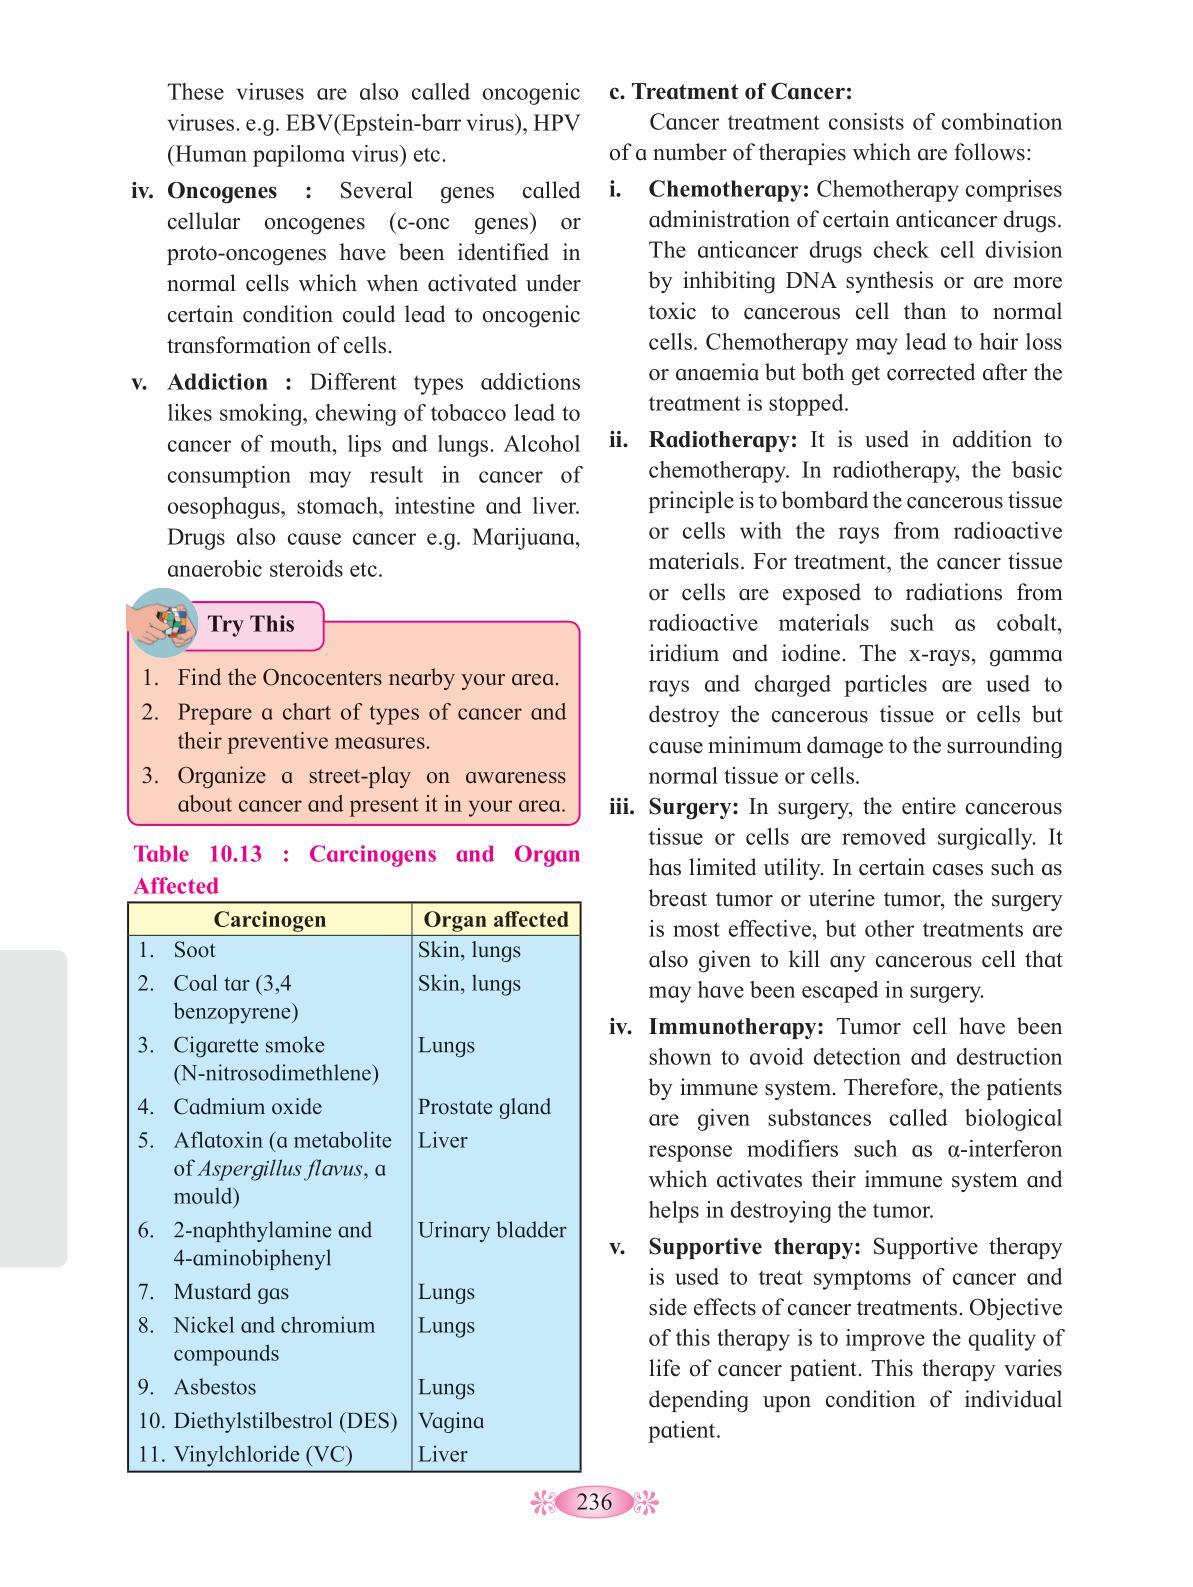 These viruses are also called oncogenic
viruses. e.g. EBV(Epstein-barr virus), HPV
(Human papiloma virus) etc.
iv. Oncogenes : Several genes called
cellular oncogenes (c-onc genes) or
proto-oncogenes have been identified in
normal cells which when activated under
certain condition could lead to oncogenic
transformation of cells.
v. Addiction : Different types addictions
likes smoking, chewing of tobacco lead to
cancer of mouth, lips and lungs. Alcohol
consumption may result in cancer of
oesophagus, stomach, intestine and liver.
Drugs also cause cancer e.g. Marijuana,
anaerobic steroids etc.
Try This
1. Find the Oncocenters nearby your area.
2. Prepare a chart of types of cancer and
their preventive measures.
3. Organize a street-play on awareness
about cancer and present it in your area.
Table 10.13 : Carcinogens and Organ
Affected
Carcinogen Organ affected
1. Soot Skin, lungs
2. Coal tar (3,4 Skin, lungs
benzopyrene)
3. Cigarette smoke Lungs
(N-nitrosodimethlene)
4. Cadmium oxide Prostate gland
5. Aflatoxin (a metabolite Liver
of Aspergillus flavus, a
mould)
6. 2-naphthylamine and Urinary bladder
4-aminobiphenyl
7. Mustard gas Lungs
8. Nickel and chromium Lungs
compounds
9. Asbestos Lungs
10. Diethylstilbestrol (DES) Vagina
11. Vinylchloride (VC) Liver
c. Treatment of Cancer:
Cancer treatment consists of combination
of a number of therapies which are follows:
i. Chemotherapy: Chemotherapy comprises
administration of certain anticancer drugs.
The anticancer drugs check cell division
by inhibiting DNA synthesis or are more
toxic to cancerous cell than to normal
cells. Chemotherapy may lead to hair loss
or anaemia but both get corrected after the
treatment is stopped.
ii. Radiotherapy: It is used in addition to
chemotherapy. In radiotherapy, the basic
principle is to bombard the cancerous tissue
or cells with the rays from radioactive
materials. For treatment, the cancer tissue
or cells are exposed to radiations from
radioactive materials such as cobalt,
iridium and iodine. The x-rays, gamma
rays and charged particles are used to
destroy the cancerous tissue or cells but
cause minimum damage to the surrounding
normal tissue or cells.
iii. Surgery: In surgery, the entire cancerous
tissue or cells are removed surgically. It
has limited utility. In certain cases such as
breast tumor or uterine tumor, the surgery
is most effective, but other treatments are
also given to kill any cancerous cell that
may have been escaped in surgery.
iv. Immunotherapy: Tumor cell have been
shown to avoid detection and destruction
by immune system. Therefore, the patients
are given substances called biological
response modifiers such as α-interferon
which activates their immune system and
helps in destroying the tumor.
v. Supportive therapy: Supportive therapy
is used to treat symptoms of cancer and
side effects of cancer treatments. Objective
of this therapy is to improve the quality of
life of cancer patient. This therapy varies
depending upon condition of individual
patient.
236